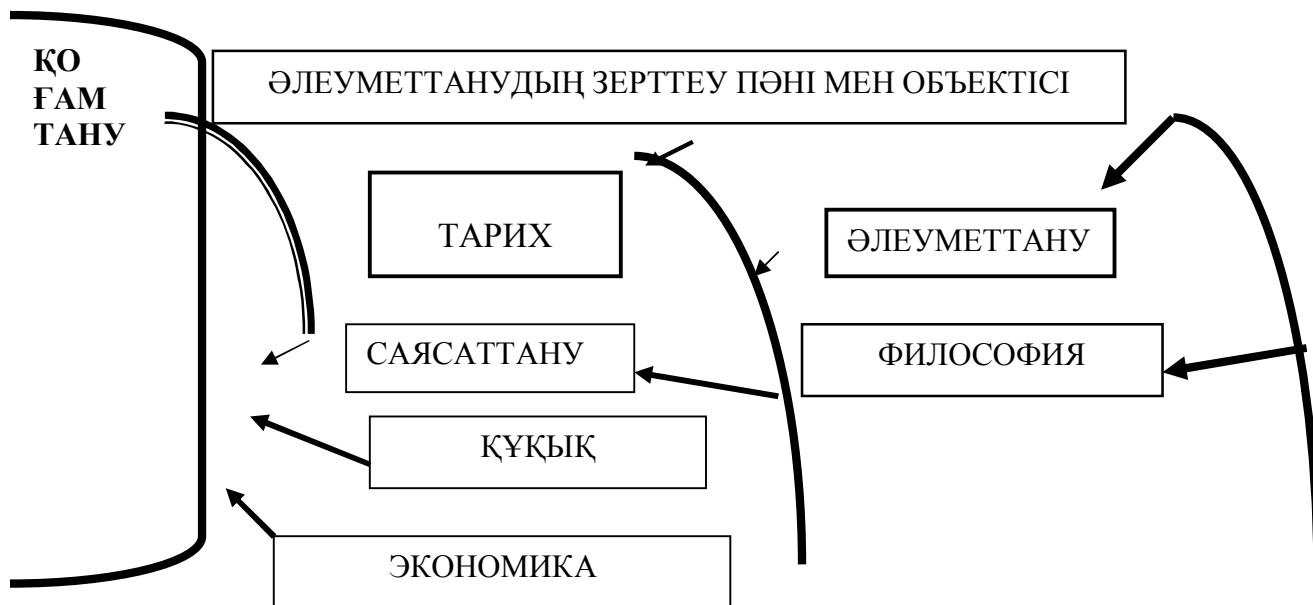 ҚО
ҒАМ
ТАНУ
ӘЛЕУМЕТТАНУДЫҢ ЗЕРТТЕУ ПӘНІ МЕН ОБЪЕКТІСІ
ТАРИХ
ӘЛЕУМЕТТАНУ
САЯСАТТАНУ
ФИЛОСОФИЯ
ҚҰҚЫҚ
ЭКОНОМИКА